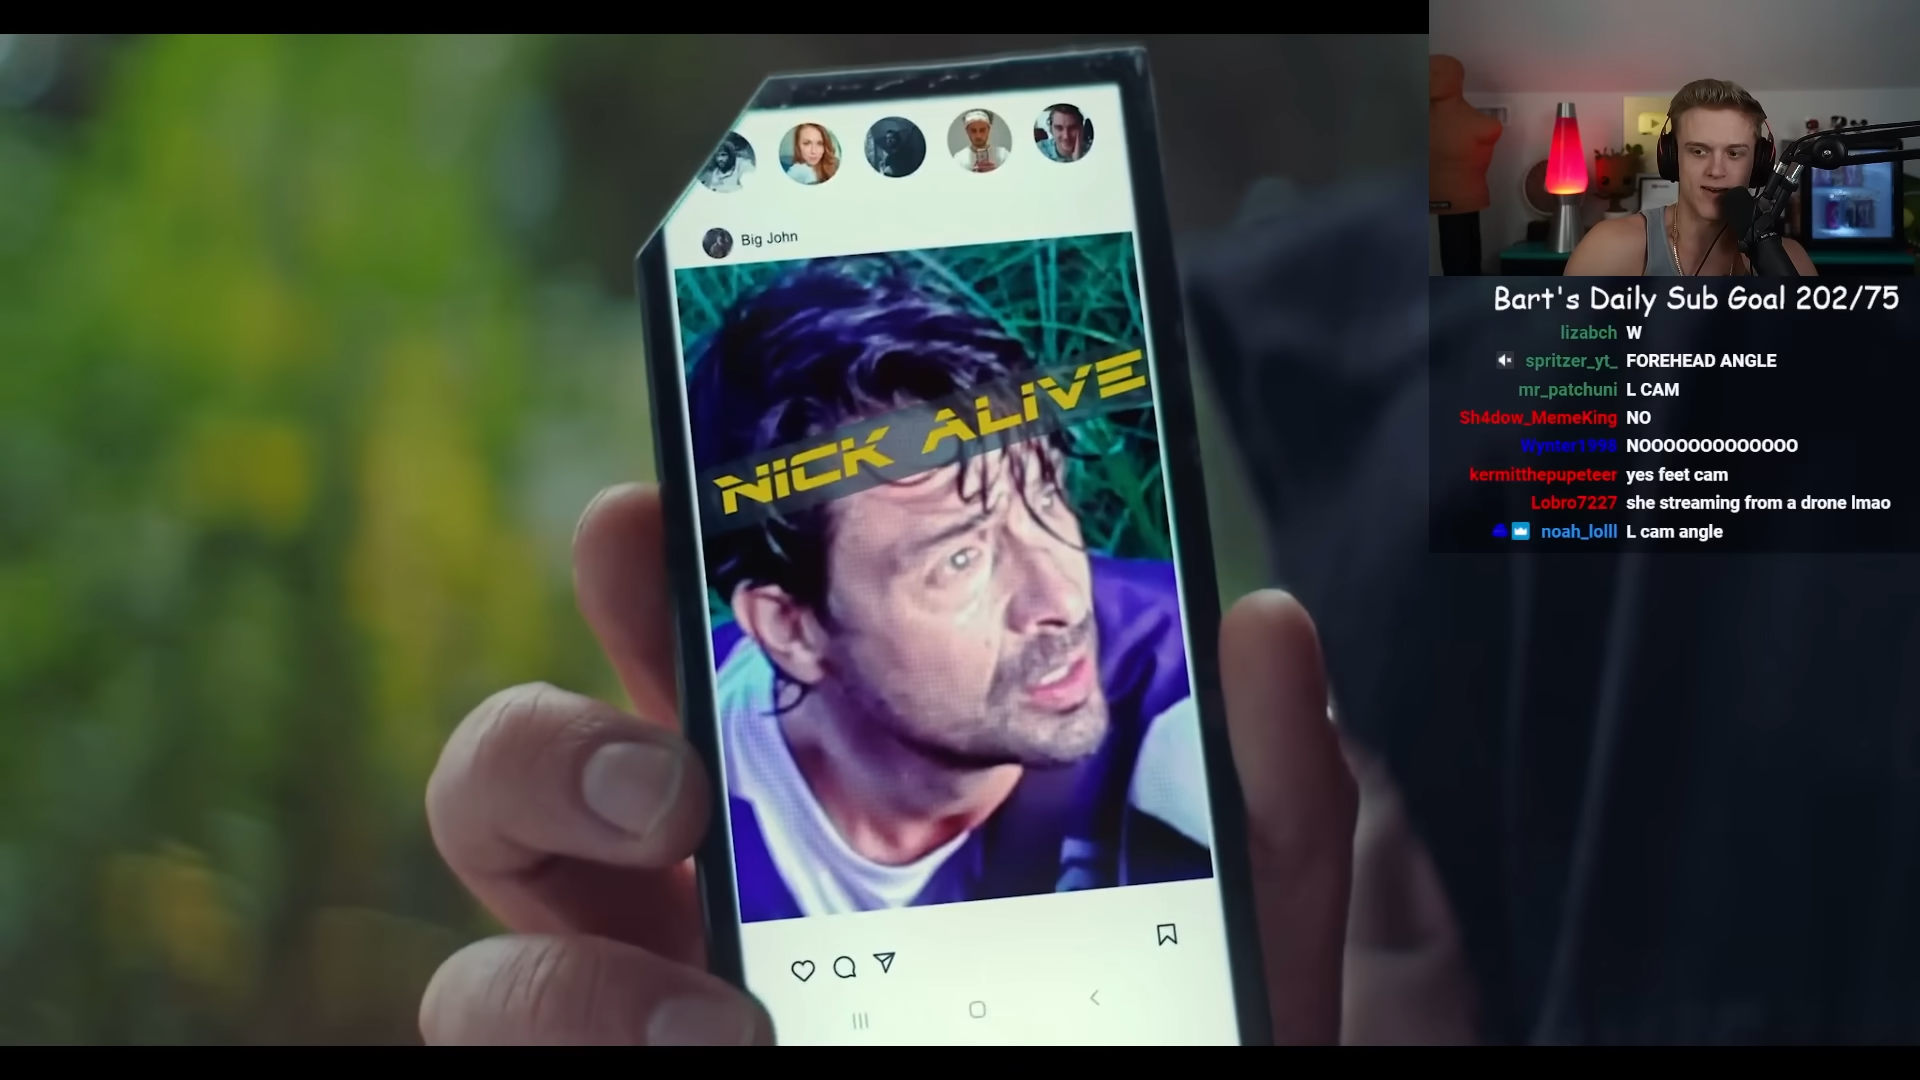 Big John
NICK ALIVE
Bart's Daily Sub Goal 202/75
lizabch W
spritzer_yt_ FOREHEAD ANGLE
mr_patchuni L CAM
Sh4dow_MemeKing NO
Wynter1998 NOOOOOOOOOOOOO
kermitthepupeteer yes feet cam
Lobro7227 she streaming from a drone lmao
noah_lolll L cam angle